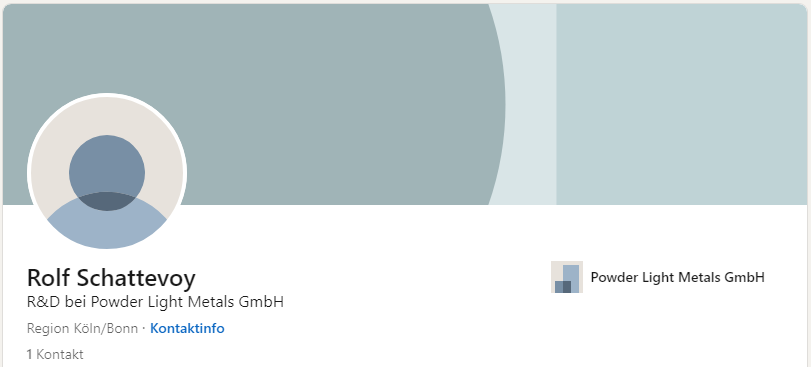 Rolf Schattevoy
R&D bei Powder Light Metals GmbH
Region Köln/Bonn · Kontaktinfo
1 Kontakt
Powder Light Metals GmbH